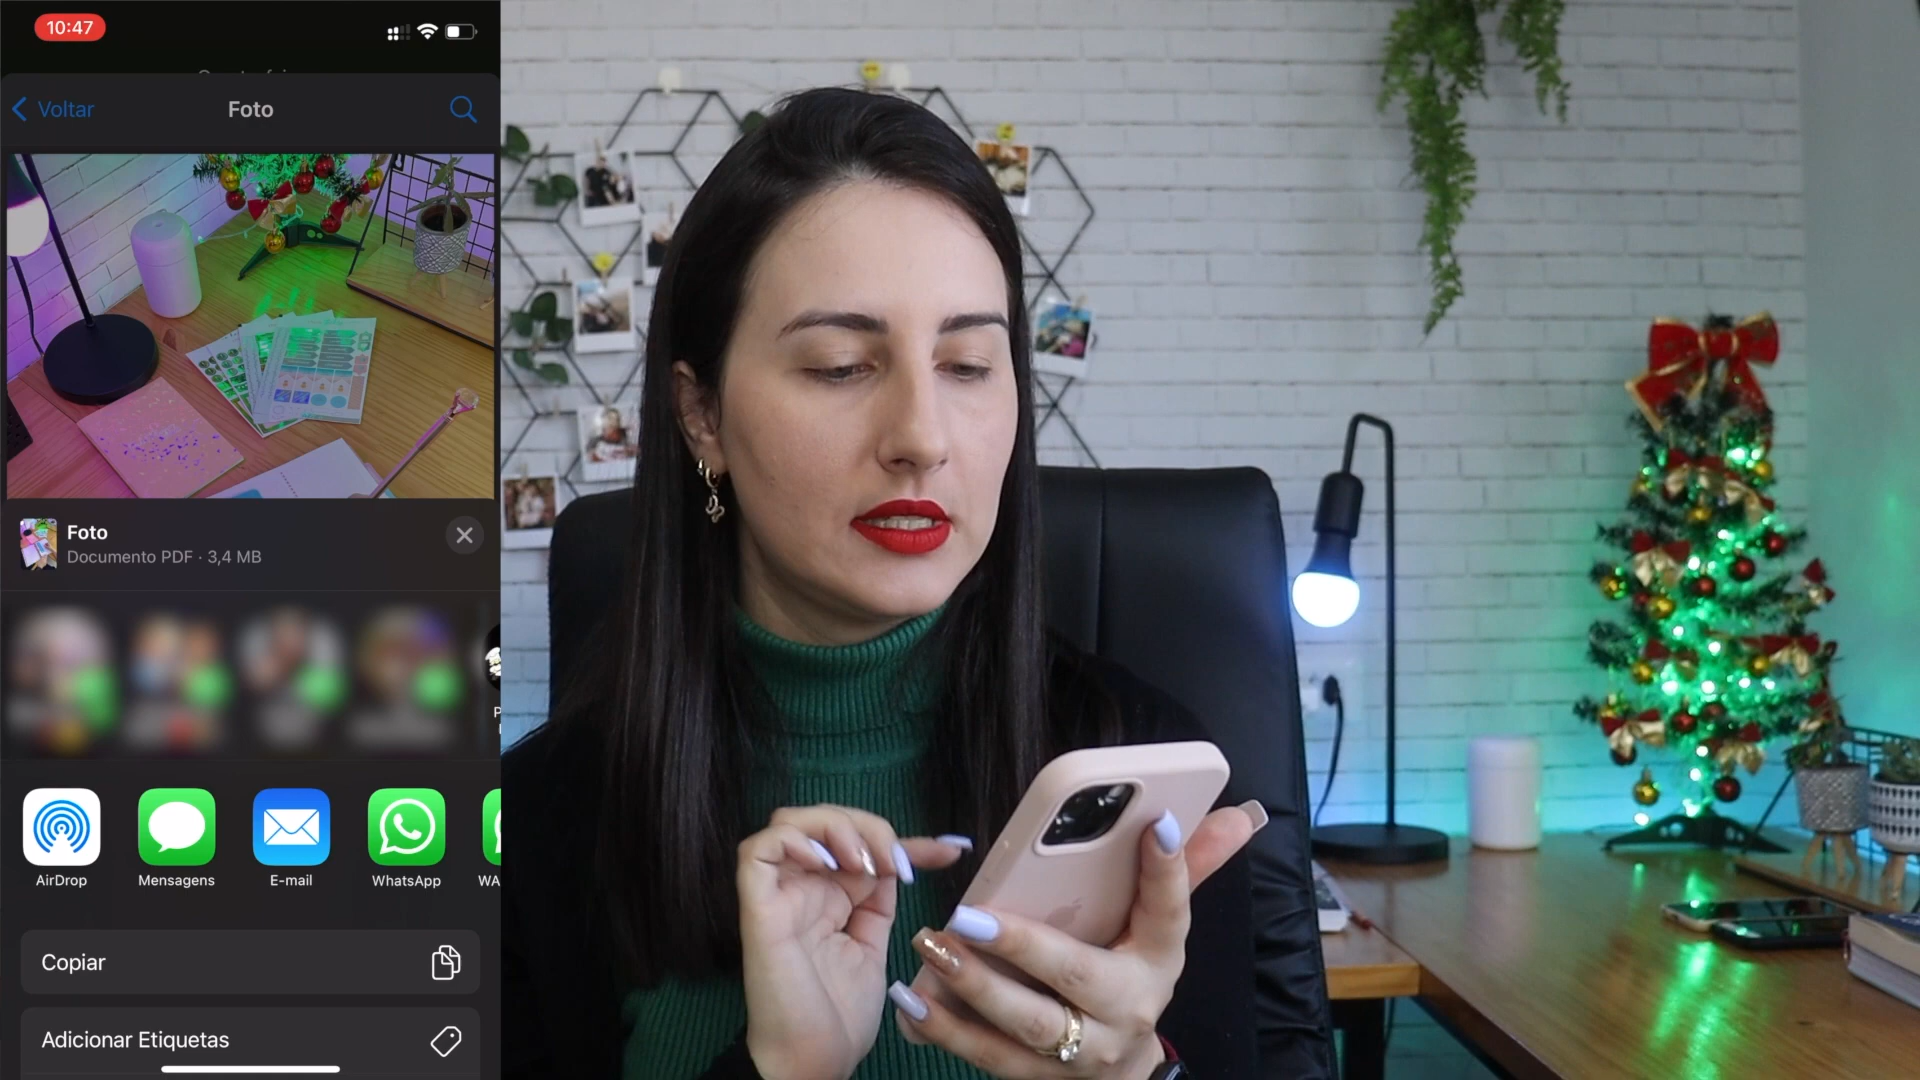 10:47
Voltar
Foto
Foto
Documento PDF · 3,4 MB
AirDrop
Mensagens
E-mail
WhatsApp
WA
Copiar
Adicionar Etiquetas